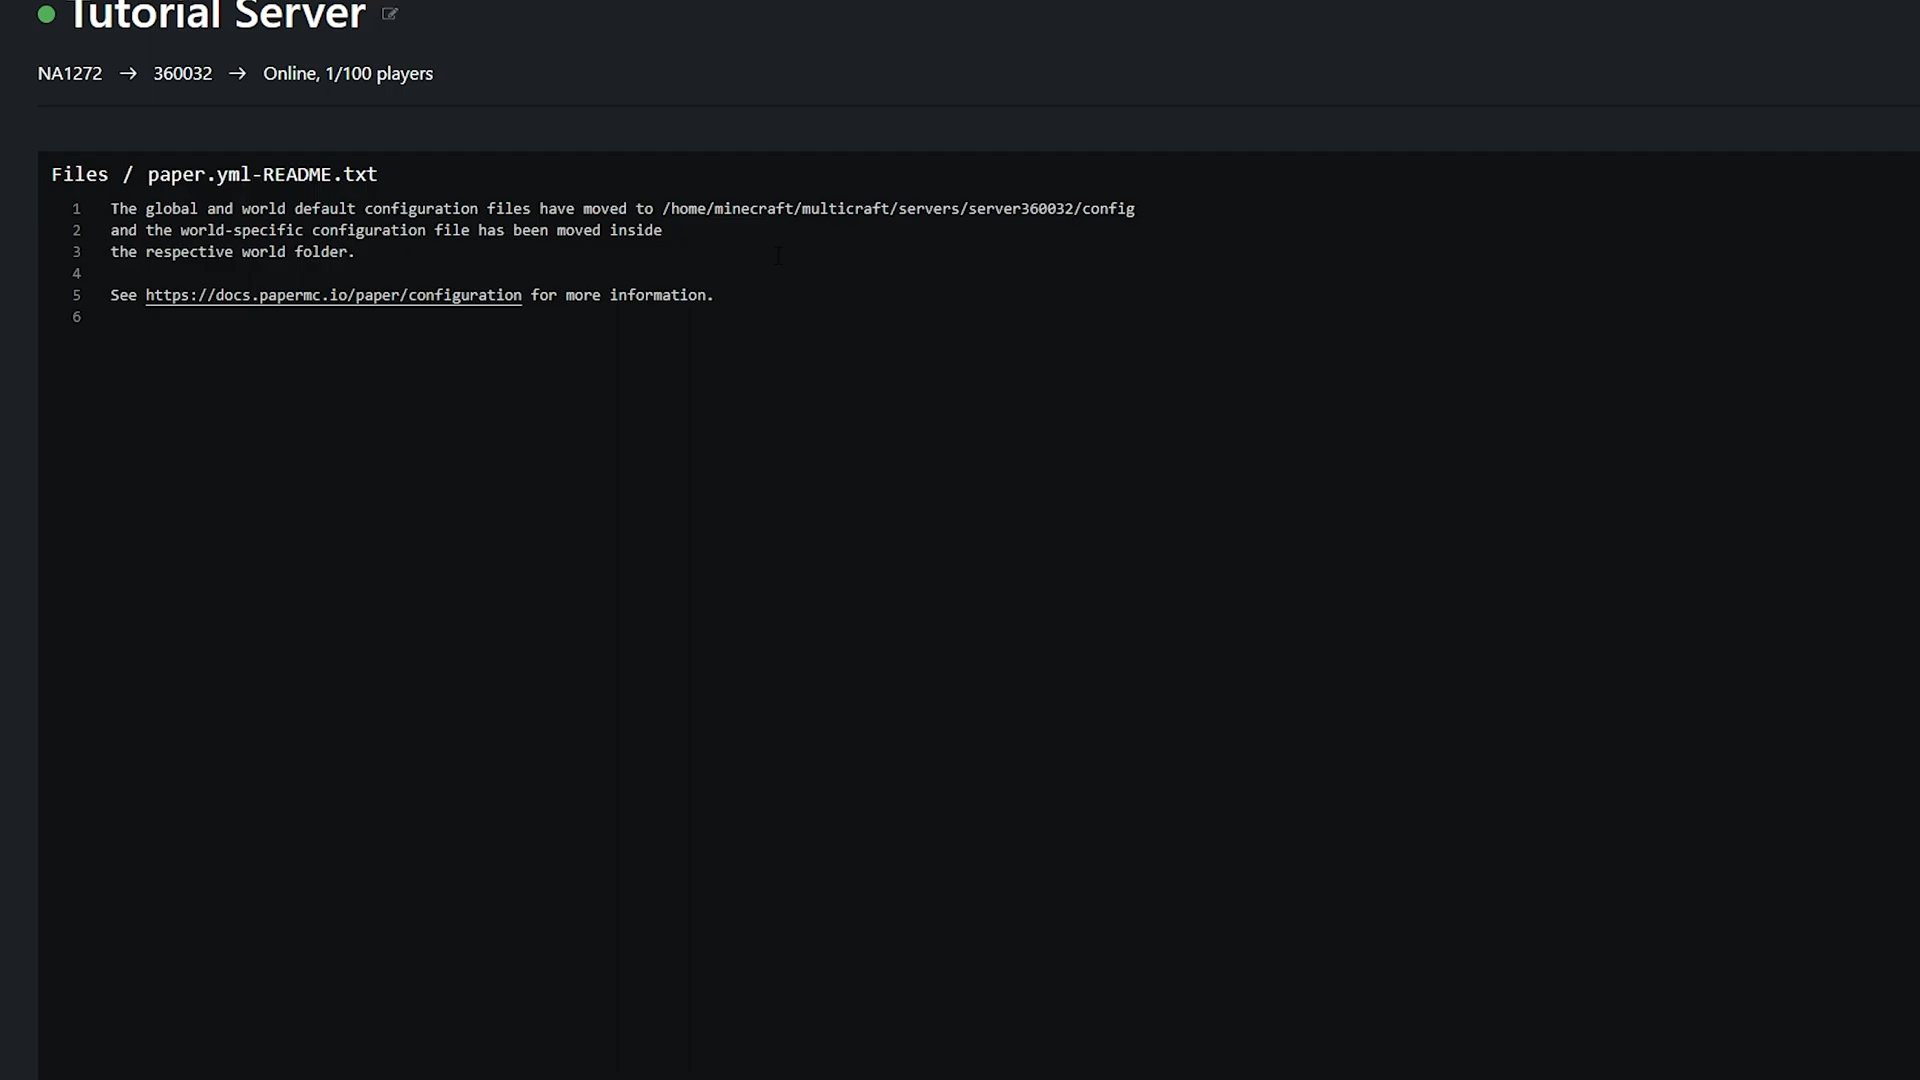 Tutorial Server
NA1272 → 360032 → Online, 1/100 players
Files / paper.yml-README.txt
1 The global and world default configuration files have moved to /home/minecraft/multicraft/servers/server360032/config
2 and the world-specific configuration file has been moved inside
3 the respective world folder.
4
5 See https://docs.papermc.io/paper/configuration for more information.
6